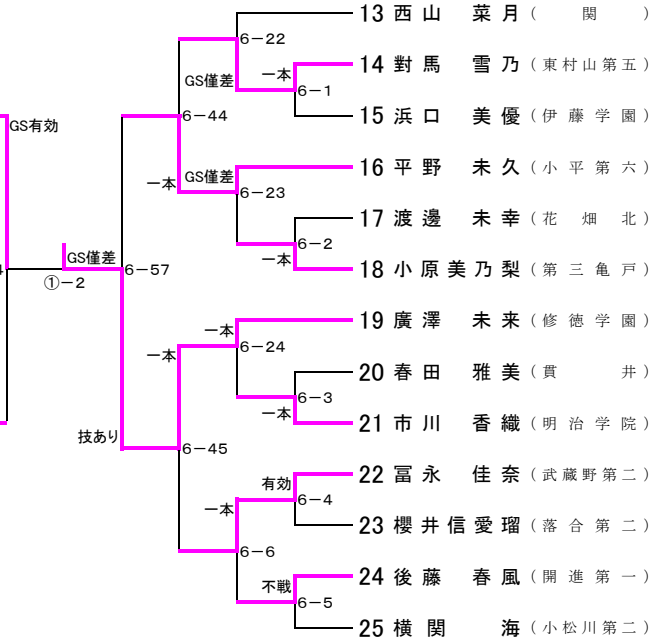 13 西山 菜月 (関)
6-22
14 對馬 雪乃 (東村山第五)
GS僅差 一本
6-1
15 浜口 美優 (伊藤学園)
6-44
GS有効
16 平野 未久 (小平第六)
一本 GS僅差
6-23
17 渡邊 未幸 (花畑北)
6-2
18 小原美乃梨 (第三亀戸)
一本
GS僅差
6-57
①-2
19 廣澤 未来 (修徳学園)
一本
一本
6-24
20 春田 雅美 (貫井)
6-3
21 市川 香織 (明治学院)
一本
技あり
6-45
22 冨永 佳奈 (武蔵野第二)
有効
6-4
一本
23 櫻井信愛瑠 (落合第二)
6-6
24 後藤 春風 (開進第一)
不戦
6-5
25 横関 海 (小松川第二)